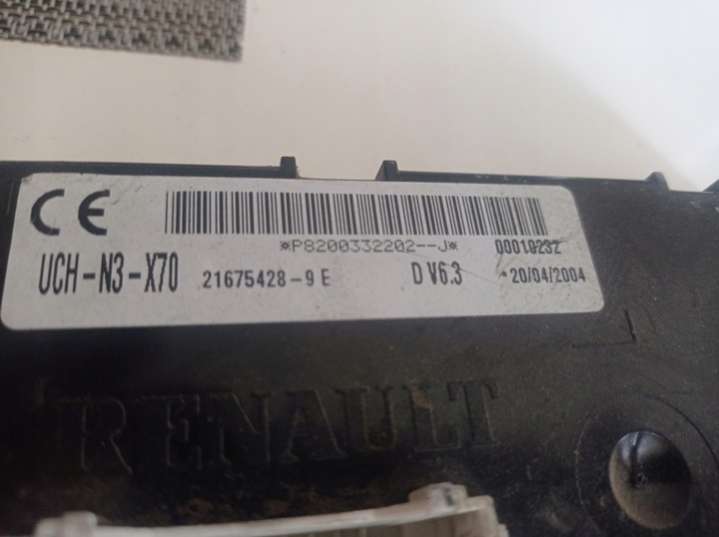 CE
*P8200332202--J* 00010232
UCH-N3-X70 21675428-9 E D V6.3 *20/04/2004
RENAULT